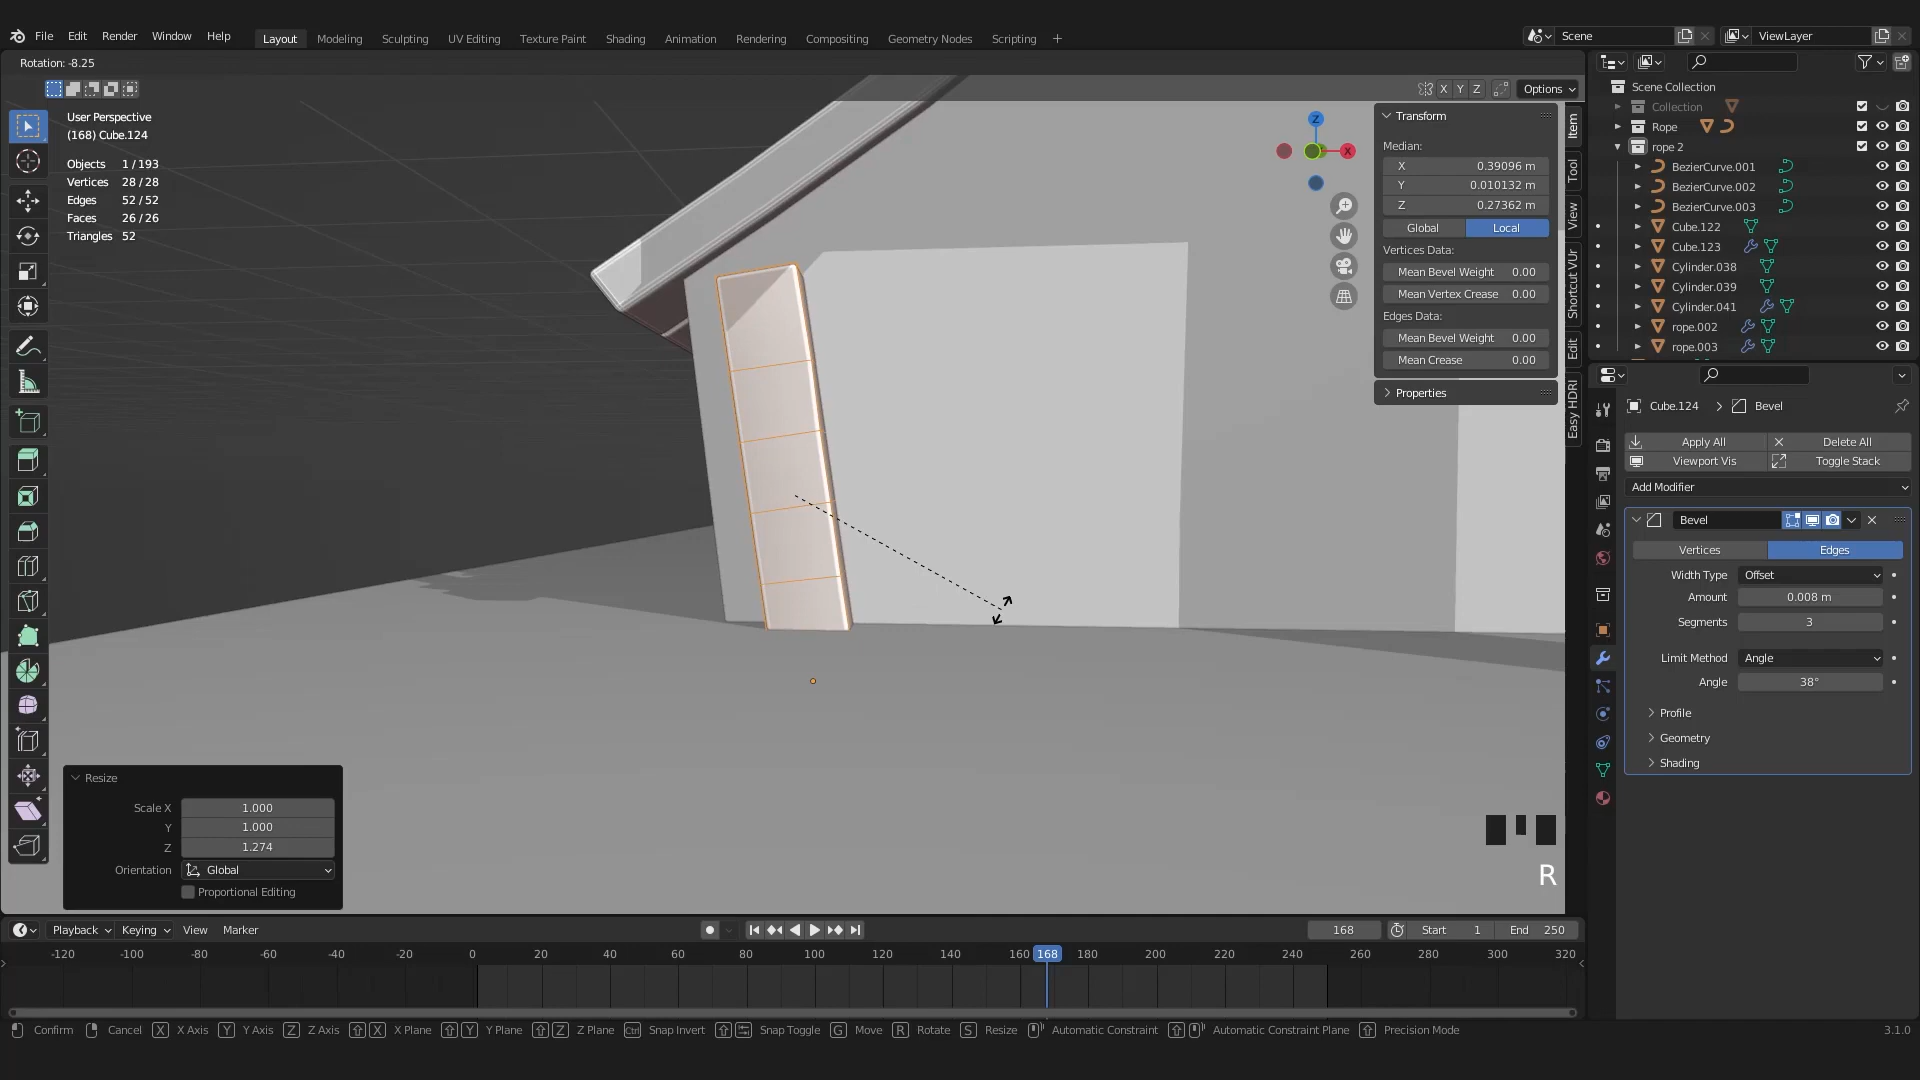 File Edit Render Window Help Layout Modeling Sculpting UV Editing Texture Paint Shading Animation Rendering Compositing Geometry Nodes Scripting + Scene ViewLayer
Rotation: -8.25
X Y Z Options
User Perspective
(168) Cube.124
Objects 1/193
Vertices 28/28
Edges 52/52
Faces 26/26
Triangles 52
Z
X
Transform
Median:
X 0.39096 m
Y 0.010132 m
Z 0.27362 m
Global Local
Vertices Data:
Mean Bevel Weight 0.00
Mean Vertex Crease 0.00
Edges Data:
Mean Bevel Weight 0.00
Mean Crease 0.00
Properties
Item
Tool
View
Shortcut VUr
Edit
Easy HDRI
Scene Collection
Collection
Rope
rope 2
BezierCurve.001
BezierCurve.002
BezierCurve.003
Cube.122
Cube.123
Cylinder.038
Cylinder.039
Cylinder.041
rope.002
rope.003
Cube.124 Bevel
Apply All Delete All
Viewport Vis Toggle Stack
Add Modifier
Bevel
Vertices Edges
Width Type Offset
Amount 0.008 m
Segments 3
Limit Method Angle
Angle 38°
Profile
Geometry
Shading
Resize
Scale X 1.000
Y 1.000
Z 1.274
Orientation Global
Proportional Editing
R
Playback Keying View Marker 168 Start 1 End 250
-120 -100 -80 -60 -40 -20 0 20 40 60 80 100 120 140 160 168 180 200 220 240 260 280 300 320
Confirm Cancel X X Axis Y Y Axis Z Z Axis X X Plane Y Y Plane Z Z Plane Ctrl Snap Invert Snap Toggle G Move R Rotate S Resize Automatic Constraint Automatic Constraint Plane Precision Mode 3.1.0